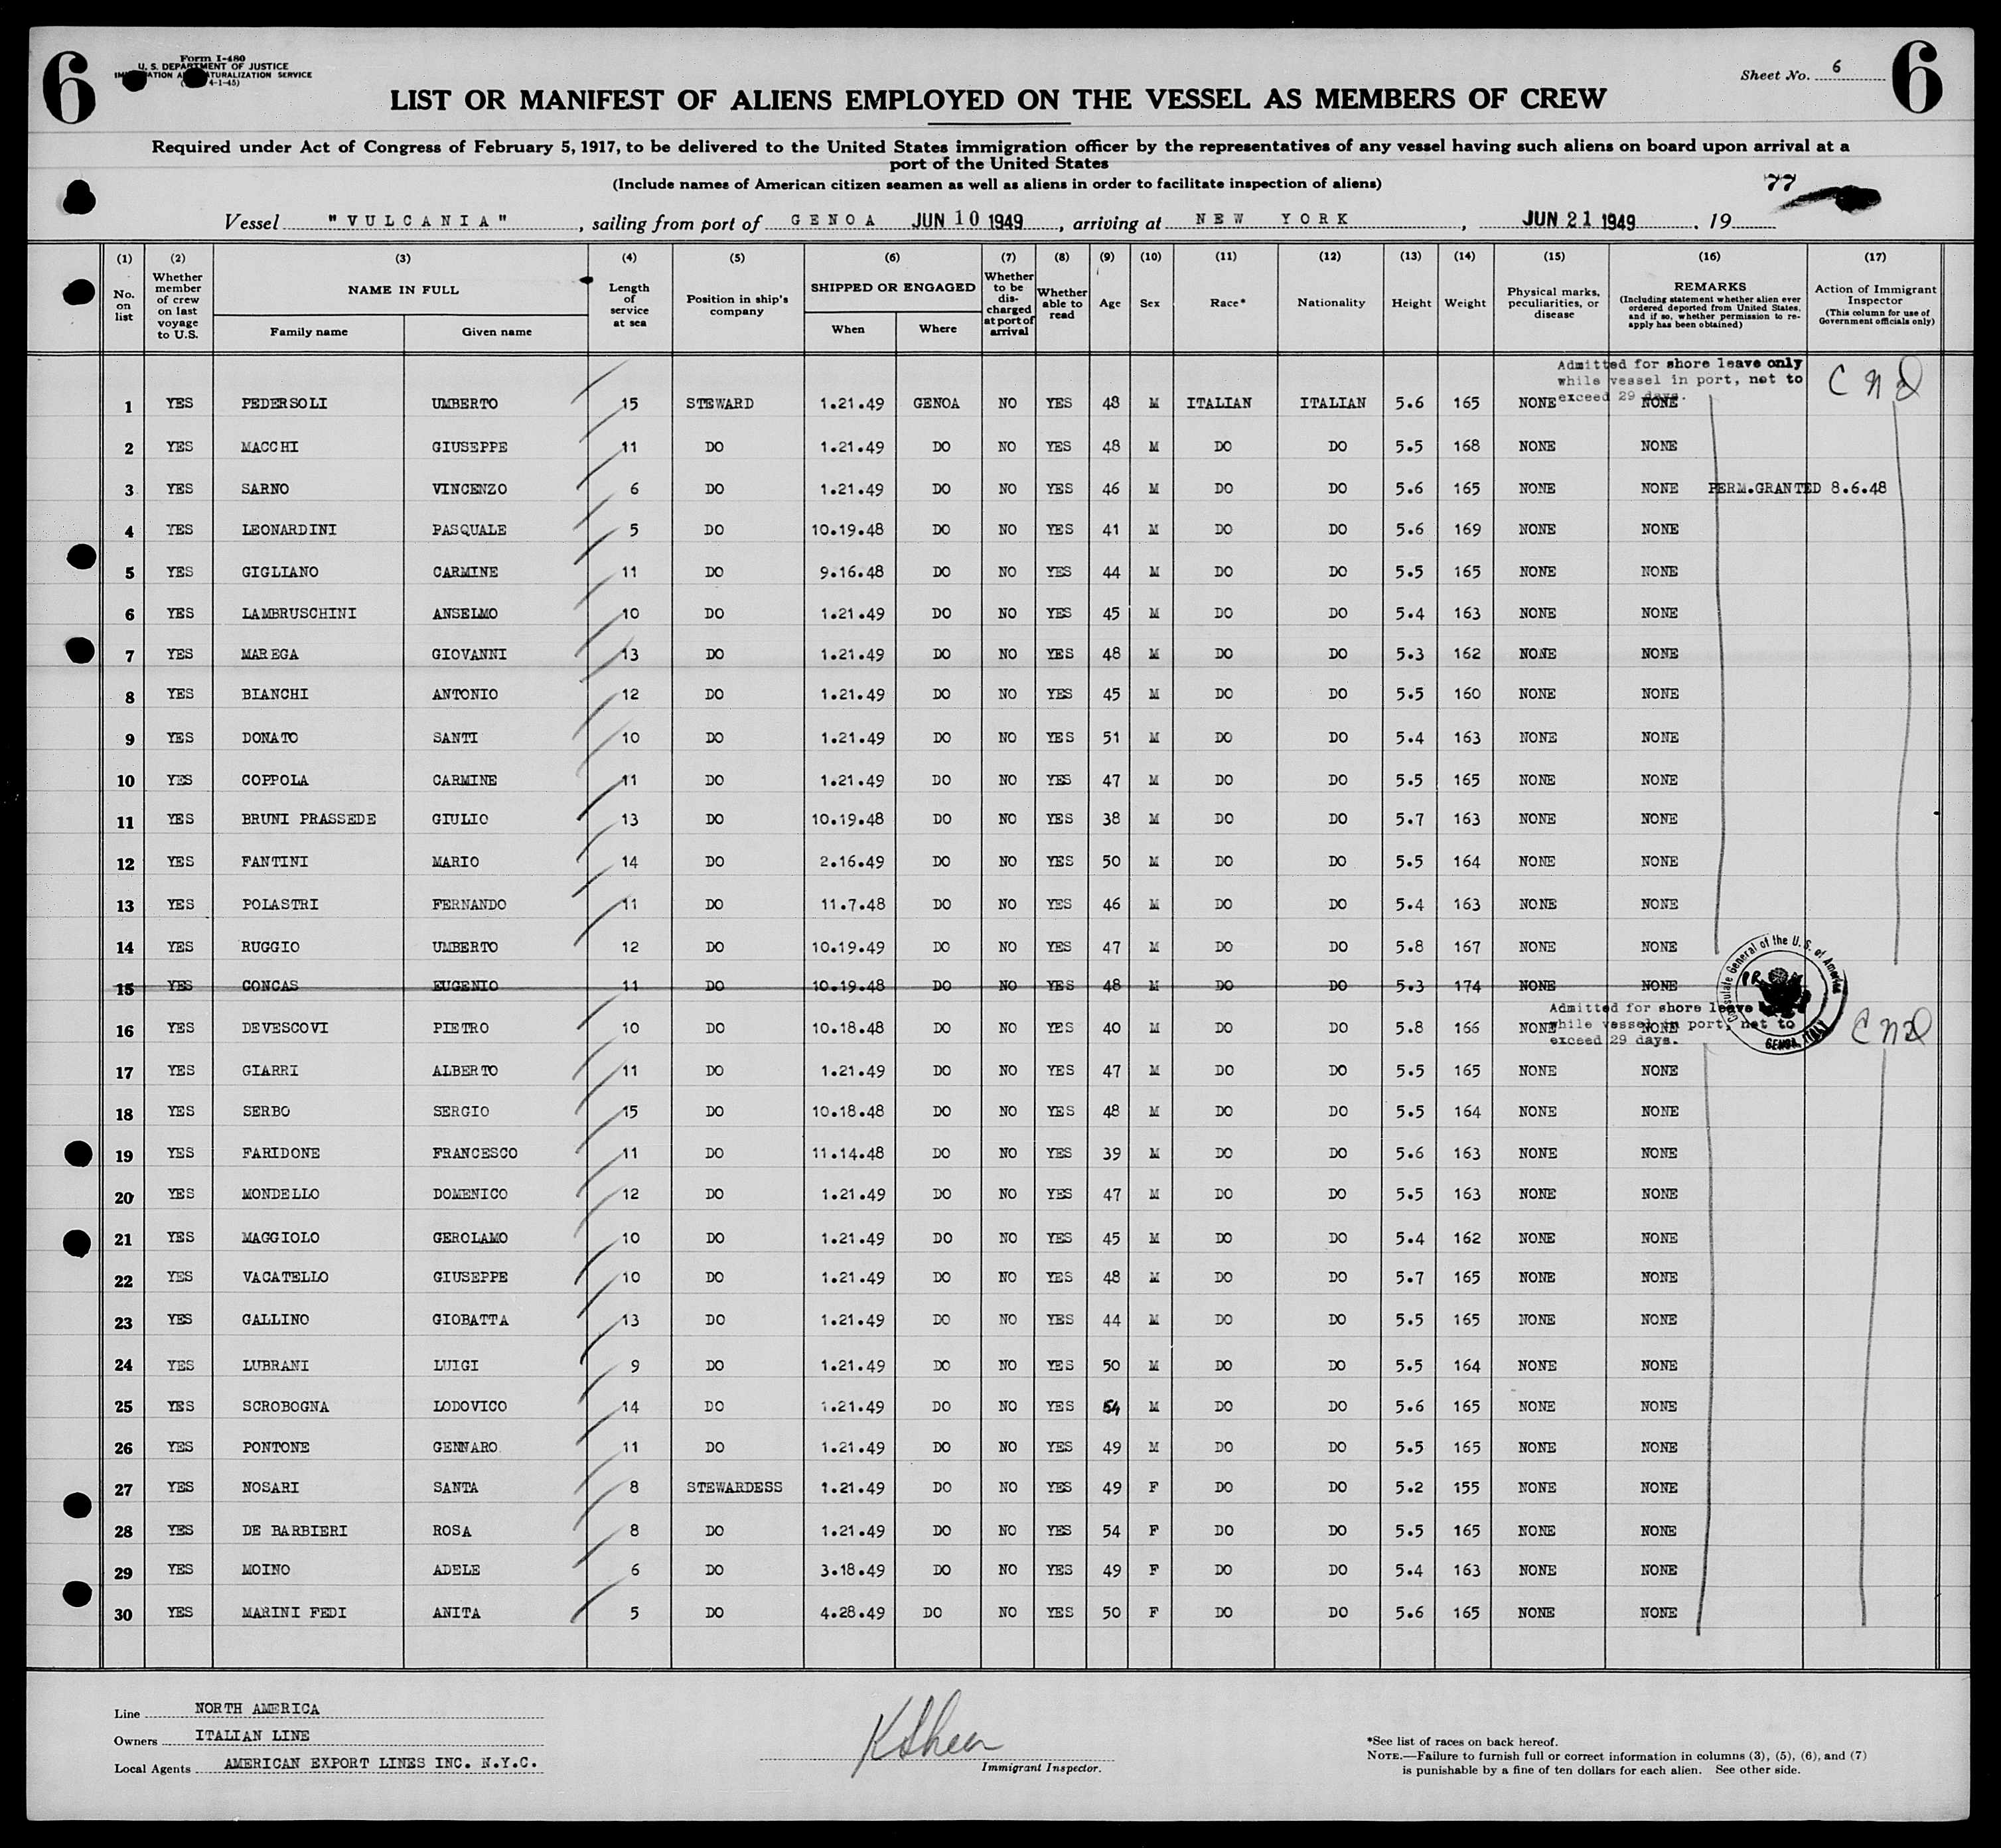 6
Form I-480
U. S. DEPARTMENT OF JUSTICE
NATURALIZATION SERVICE
4-1-45)
Sheet No. 6
6
LIST OR MANIFEST OF ALIENS EMPLOYED ON THE VESSEL AS MEMBERS OF CREW
Required under Act of Congress of February 5, 1917, to be delivered to the United States immigration officer by the representatives of any vessel having such aliens on board upon arrival at a
port of the United States
(Include names of American citizen seamen as well as aliens in order to facilitate inspection of aliens)
77
Vessel "VULCANIA", sailing from port of GENOA JUN 10 1949, arriving at NEW YORK, JUN 21 1949, 19
(1) No. on list (2) Whether member of crew on last voyage to U.S. (3) NAME IN FULL Family name Given name (4) Length of service at sea (5) Position in ship's company (6) SHIPPED OR ENGAGED When Where (7) Whether to be discharged at port of arrival (8) Whether able to read (9) Age (10) Sex (11) Race* (12) Nationality (13) Height (14) Weight (15) Physical marks, peculiarities, or disease (16) REMARKS (Including statement whether alien ever ordered deported from United States, and if so, whether permission to re-apply has been obtained) (17) Action of Immigrant Inspector (This column for use of Government officials only)
Admitted for shore leave only
while vessel in port, not to
exceed 29 days.
1 YES PEDERSOLI UMBERTO 15 STEWARD 1.21.49 GENOA NO YES 48 M ITALIAN ITALIAN 5.6 165 NONE NONE
2 YES MACCHI GIUSEPPE 11 DO 1.21.49 DO NO YES 48 M DO DO 5.5 168 NONE NONE
3 YES SARNO VINCENZO 6 DO 1.21.49 DO NO YES 46 M DO DO 5.6 165 NONE NONE PERM.GRANTED 8.6.48
4 YES LEONARDINI PASQUALE 5 DO 10.19.48 DO NO YES 41 M DO DO 5.6 169 NONE NONE
5 YES GIGLIANO CARMINE 11 DO 9.16.48 DO NO YES 44 M DO DO 5.5 165 NONE NONE
6 YES LAMBRUSCHINI ANSELMO 10 DO 1.21.49 DO NO YES 45 M DO DO 5.4 163 NONE NONE
7 YES MAREGA GIOVANNI 13 DO 1.21.49 DO NO YES 48 M DO DO 5.3 162 NONE NONE
8 YES BIANCHI ANTONIO 12 DO 1.21.49 DO NO YES 45 M DO DO 5.5 160 NONE NONE
9 YES DONATO SANTI 10 DO 1.21.49 DO NO YES 51 M DO DO 5.4 163 NONE NONE
10 YES COPPOLA CARMINE 11 DO 1.21.49 DO NO YES 47 M DO DO 5.5 165 NONE NONE
11 YES BRUNI PRASSEDE GIULIO 13 DO 10.19.48 DO NO YES 38 M DO DO 5.7 163 NONE NONE
12 YES FANTINI MARIO 14 DO 2.16.49 DO NO YES 50 M DO DO 5.5 164 NONE NONE
13 YES POLASTRI FERNANDO 11 DO 11.7.48 DO NO YES 46 M DO DO 5.4 163 NONE NONE
14 YES RUGGIO UMBERTO 12 DO 10.19.49 DO NO YES 47 M DO DO 5.8 167 NONE NONE
15 YES CONCAS EUGENIO 11 DO 10.19.48 DO NO YES 48 M DO DO 5.3 174 NONE NONE
Consulate General of the U. S. of America
GENOA, ITALY
Admitted for shore leave
while vessel in port, not to
exceed 29 days.
16 YES DEVESCOVI PIETRO 10 DO 10.18.48 DO NO YES 40 M DO DO 5.8 166 NONE NONE
17 YES GIARRI ALBERTO 11 DO 1.21.49 DO NO YES 47 M DO DO 5.5 165 NONE NONE
18 YES SERBO SERGIO 15 DO 10.18.48 DO NO YES 48 M DO DO 5.5 164 NONE NONE
19 YES FARIDONE FRANCESCO 11 DO 11.14.48 DO NO YES 39 M DO DO 5.6 163 NONE NONE
20 YES MONDELLO DOMENICO 12 DO 1.21.49 DO NO YES 47 M DO DO 5.5 163 NONE NONE
21 YES MAGGIOLO GEROLAMO 10 DO 1.21.49 DO NO YES 45 M DO DO 5.4 162 NONE NONE
22 YES VACATELLO GIUSEPPE 10 DO 1.21.49 DO NO YES 48 M DO DO 5.7 165 NONE NONE
23 YES GALLINO GIOBATTA 13 DO 1.21.49 DO NO YES 44 M DO DO 5.5 165 NONE NONE
24 YES LUBRANI LUIGI 9 DO 1.21.49 DO NO YES 50 M DO DO 5.5 164 NONE NONE
25 YES SCROBOGNA LODOVICO 14 DO 1.21.49 DO NO YES 54 M DO DO 5.6 165 NONE NONE
26 YES PONTONE GENNARO 11 DO 1.21.49 DO NO YES 49 M DO DO 5.5 165 NONE NONE
27 YES NOSARI SANTA 8 STEWARDESS 1.21.49 DO NO YES 49 F DO DO 5.2 155 NONE NONE
28 YES DE BARBIERI ROSA 8 DO 1.21.49 DO NO YES 54 F DO DO 5.5 165 NONE NONE
29 YES MOINO ADELE 6 DO 3.18.49 DO NO YES 49 F DO DO 5.4 163 NONE NONE
30 YES MARINI FEDI ANITA 5 DO 4.28.49 DO NO YES 50 F DO DO 5.6 165 NONE NONE
Line NORTH AMERICA
Owners ITALIAN LINE
Local Agents AMERICAN EXPORT LINES INC. N.Y.C.
Immigrant Inspector.
*See list of races on back hereof.
NOTE.—Failure to furnish full or correct information in columns (3), (5), (6), and (7)
is punishable by a fine of ten dollars for each alien. See other side.